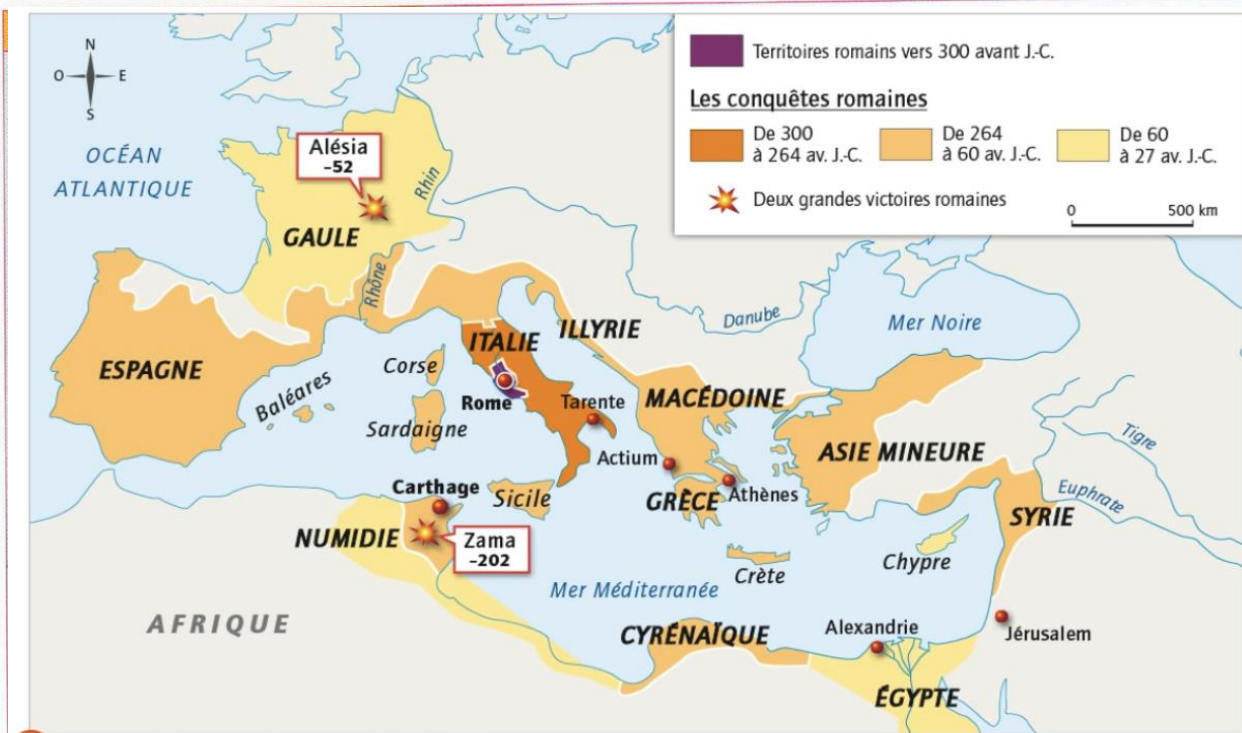 N
O
E
S
OCÉAN
ATLANTIQUE
Alésia
–52
Rhin
GAULE
Rhône
ESPAGNE
Baléares
Corse
Sardaigne
ITALIE
Rome
Tarente
ILLYRIE
Danube
Mer Noire
MACÉDOINE
Actium
GRÈCE
Athènes
ASIE MINEURE
Tigre
Euphrate
SYRIE
Carthage
Sicile
NUMIDIE
Zama
–202
Crète
Chypre
Mer Méditerranée
AFRIQUE
CYRÉNAÏQUE
Alexandrie
Jérusalem
ÉGYPTE
Territoires romains vers 300 avant J.-C.
Les conquêtes romaines
De 300
à 264 av. J.-C.
De 264
à 60 av. J.-C.
De 60
à 27 av. J.-C.
Deux grandes victoires romaines
0
500 km